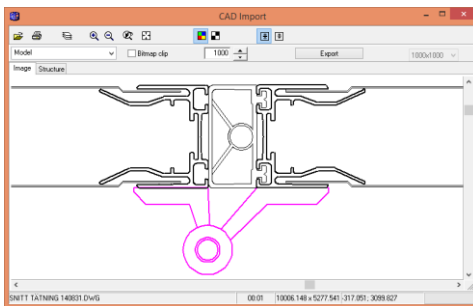 CAD Import
Model
Bitmap clip
1000
Export
1000x1000
Image
Structure
SNITT TÄTNING 140831.DWG
00:01
10006.148 x 5277.541
-317.051; 3099.827